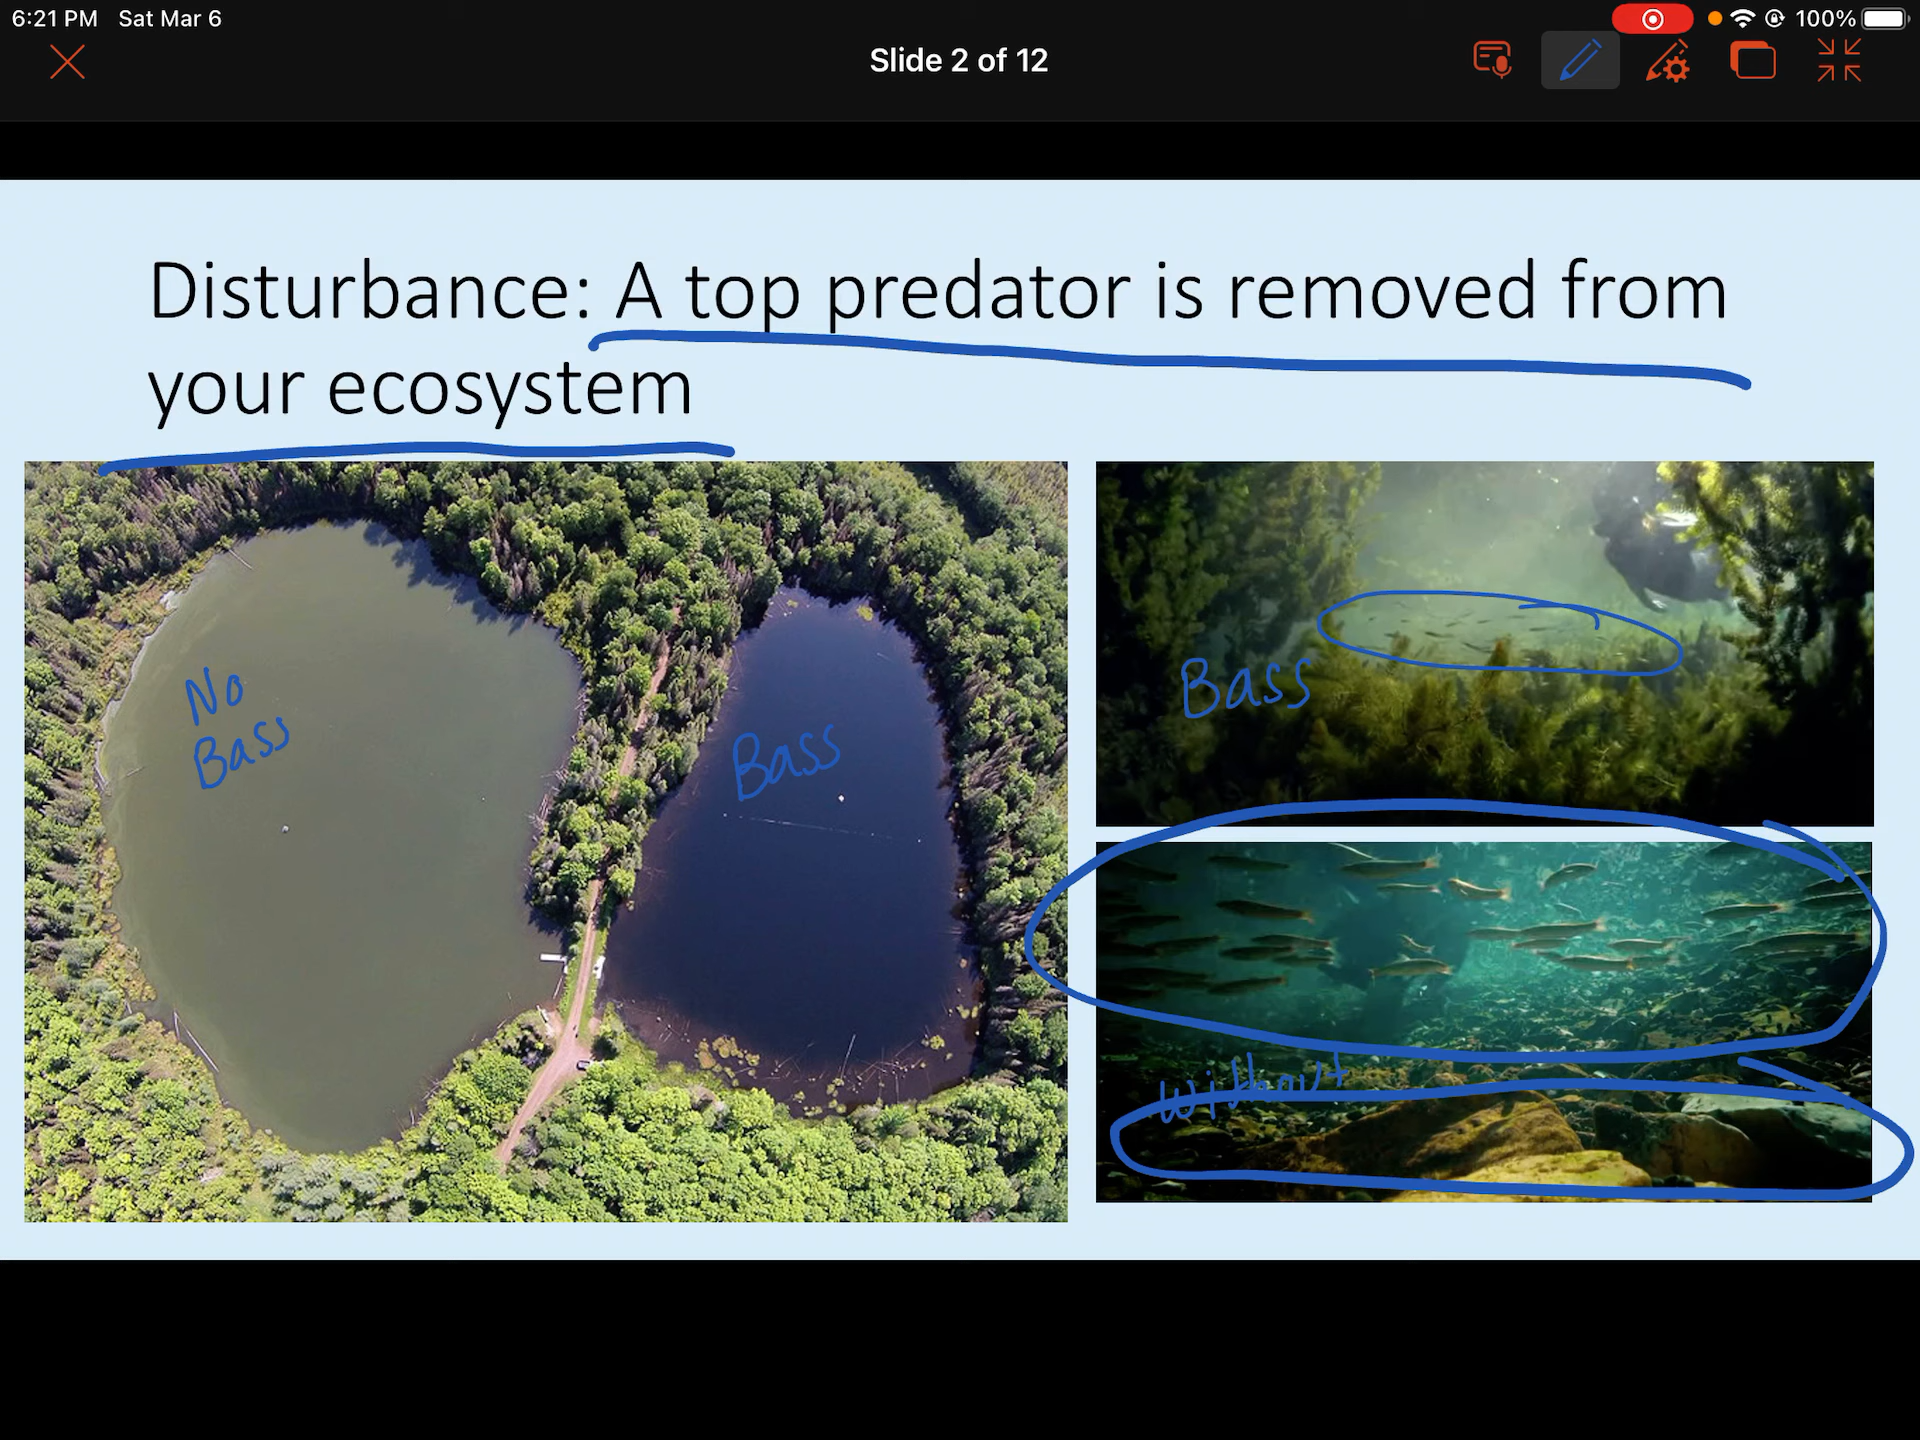 6:21 PM Sat Mar 6
100%
Slide 2 of 12
Disturbance: A top predator is removed from
your ecosystem
No
Bass
Bass
Bass
without